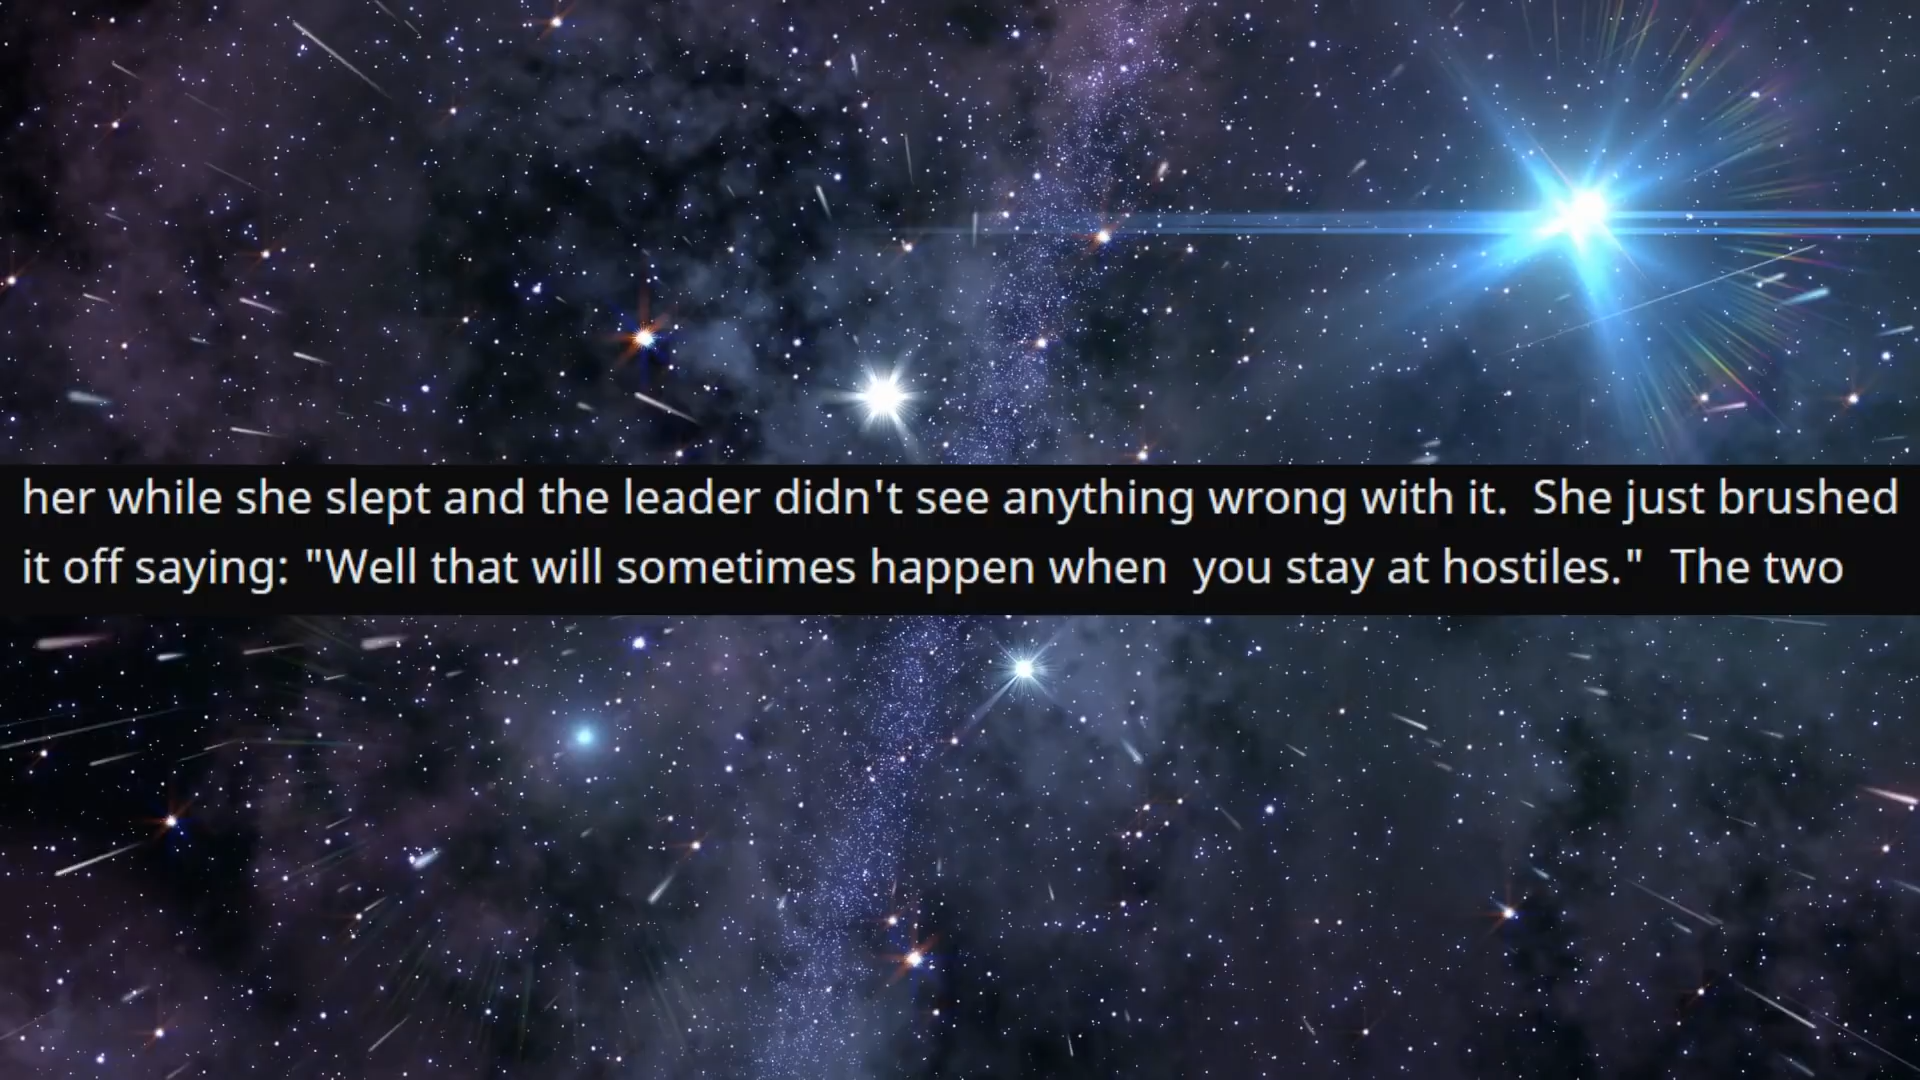 her while she slept and the leader didn't see anything wrong with it.  She just brushed
it off saying: "Well that will sometimes happen when  you stay at hostiles."  The two